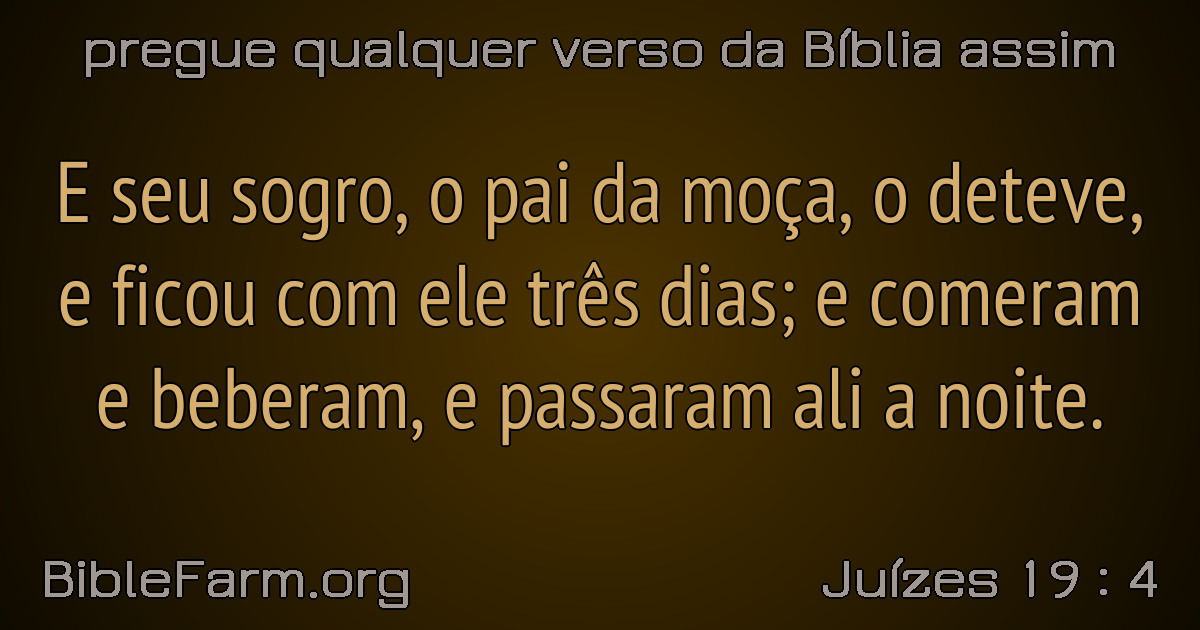 pregue qualquer verso da Bíblia assim
E seu sogro, o pai da moça, o deteve,
e ficou com ele três dias; e comeram
e beberam, e passaram ali a noite.
BibleFarm.org
Juízes 19 : 4